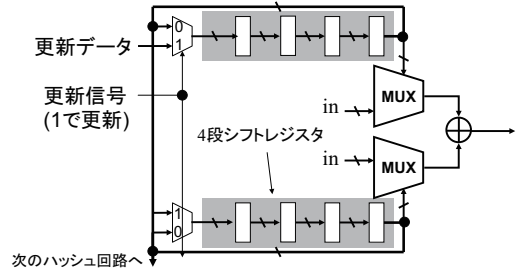 0
1
更新データ
更新信号
(1で更新)
in
MUX
4段シフトレジスタ
in
MUX
1
0
次のハッシュ回路へ